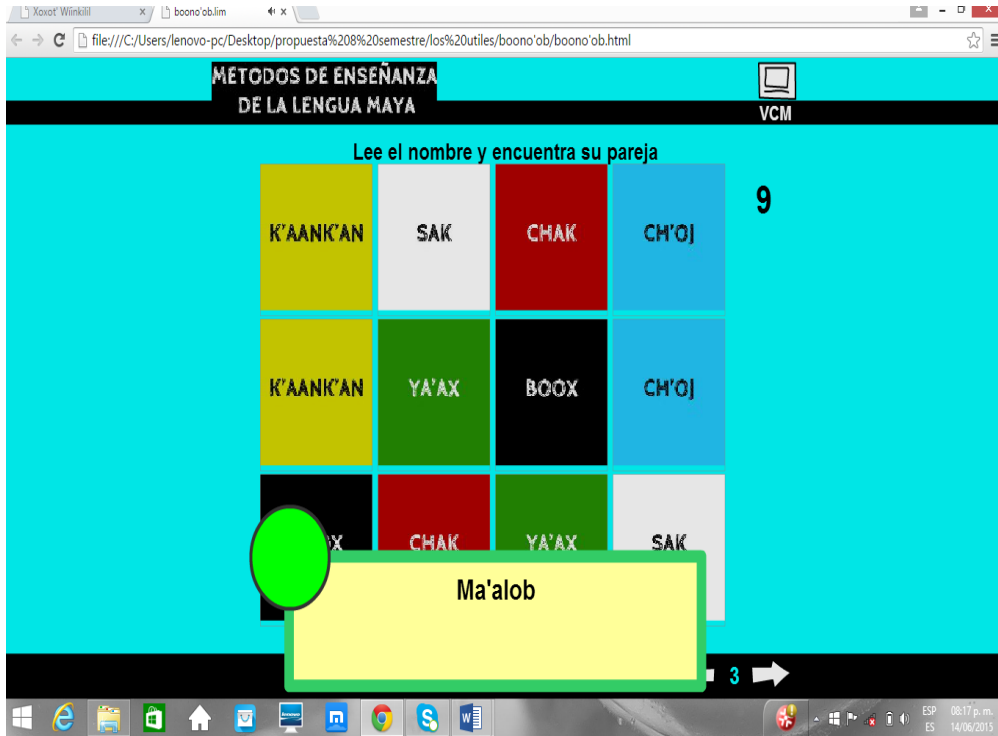 Xoxot' Wiinkilil
boono'ob.lim
file:///C:/Users/lenovo-pc/Desktop/propuesta%208%20semestre/los%20utiles/boono'ob/boono'ob.html
METODOS DE ENSEÑANZA
DE LA LENGUA MAYA
VCM
Lee el nombre y encuentra su pareja
9
K'AANK'AN SAK CHAK CH'OJ
K'AANK'AN YA'AX BOOX CH'OJ
CHAK YA'AX SAK
Ma'alob
3
ESP 08:17 p. m.
ES 14/06/2015